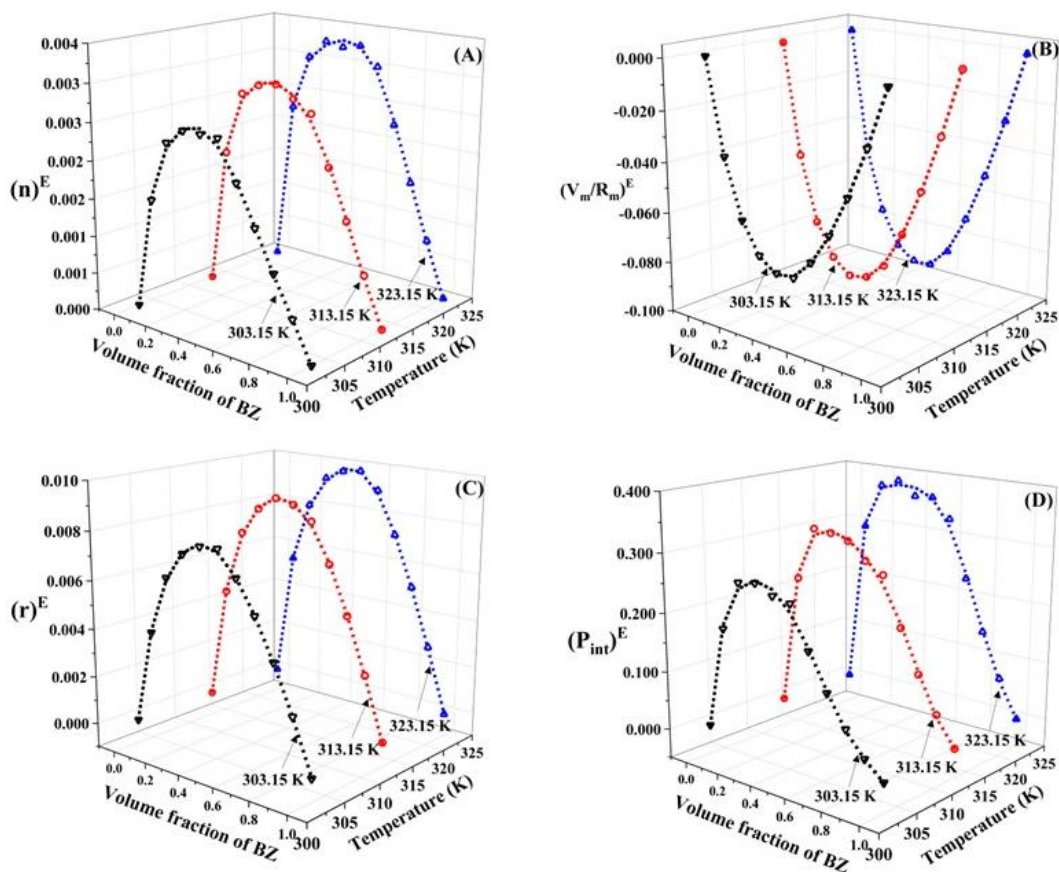 (A)
0.004
0.003
0.003
0.002
0.002
0.001
0.001
0.000
(n)^E
303.15 K
313.15 K
323.15 K
0.0
0.2
0.4
0.6
0.8
1.0
Volume fraction of BZ
300
305
310
315
320
325
Temperature (K)
(B)
0.000
-0.020
-0.040
-0.060
-0.080
-0.100
(V_m/R_m)^E
303.15 K
313.15 K
323.15 K
0.0
0.2
0.4
0.6
0.8
1.0
Volume fraction of BZ
300
305
310
315
320
325
Temperature (K)
(C)
0.010
0.008
0.006
0.004
0.002
0.000
(r)^E
303.15 K
313.15 K
323.15 K
0.0
0.2
0.4
0.6
0.8
1.0
Volume fraction of BZ
300
305
310
315
320
325
Temperature (K)
(D)
0.400
0.300
0.200
0.100
0.000
(P_int)^E
303.15 K
313.15 K
323.15 K
0.0
0.2
0.4
0.6
0.8
1.0
Volume fraction of BZ
300
305
310
315
320
325
Temperature (K)